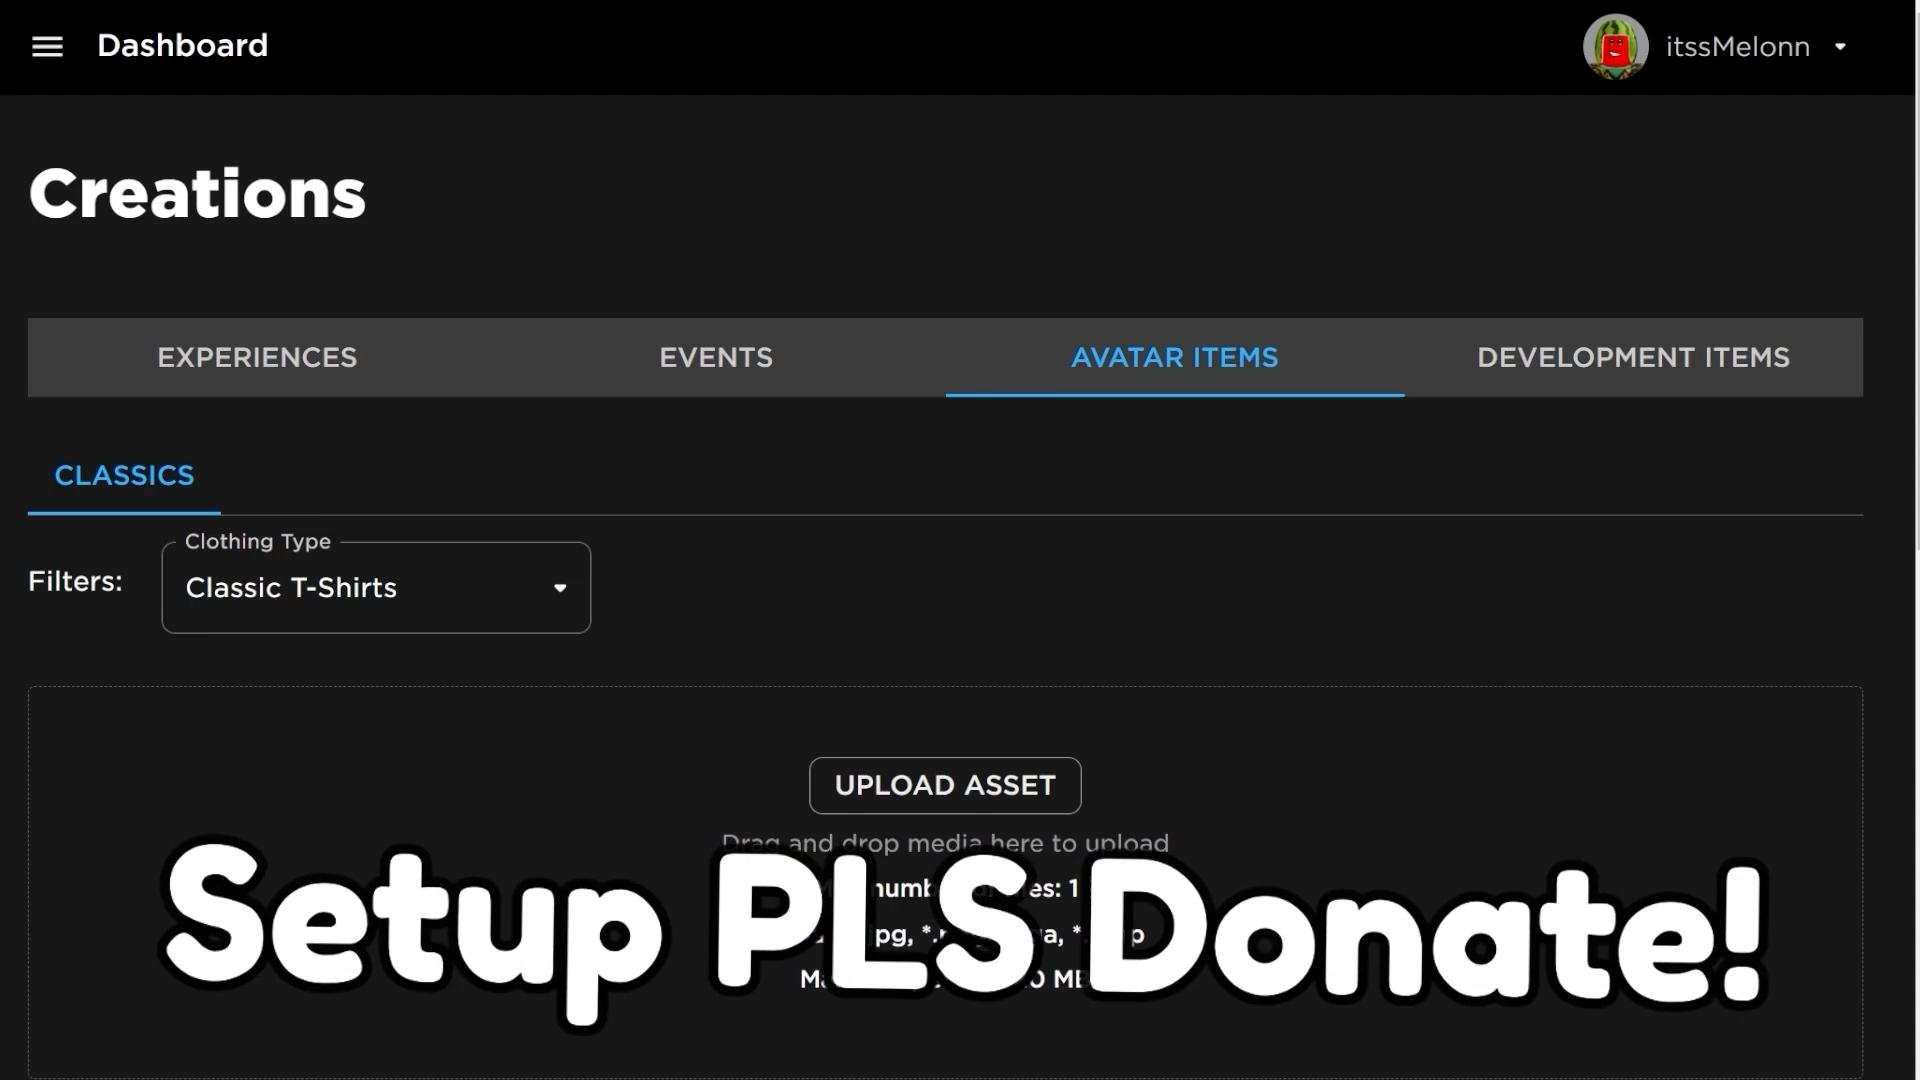 Dashboard
itssMelonn
Creations
EXPERIENCES
EVENTS
AVATAR ITEMS
DEVELOPMENT ITEMS
CLASSICS
Filters:
Clothing Type
Classic T-Shirts
UPLOAD ASSET
Drag and drop media here to upload
Setup PLS Donate!